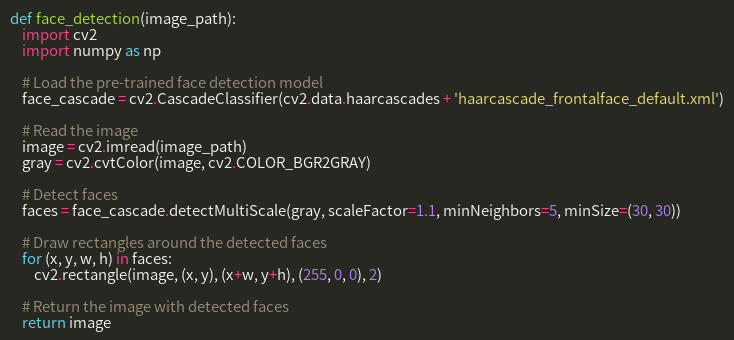 def face_detection(image_path):
    import cv2
    import numpy as np

    # Load the pre-trained face detection model
    face_cascade = cv2.CascadeClassifier(cv2.data.haarcascades + 'haarcascade_frontalface_default.xml')

    # Read the image
    image = cv2.imread(image_path)
    gray = cv2.cvtColor(image, cv2.COLOR_BGR2GRAY)

    # Detect faces
    faces = face_cascade.detectMultiScale(gray, scaleFactor=1.1, minNeighbors=5, minSize=(30, 30))

    # Draw rectangles around the detected faces
    for (x, y, w, h) in faces:
        cv2.rectangle(image, (x, y), (x+w, y+h), (255, 0, 0), 2)

    # Return the image with detected faces
    return image